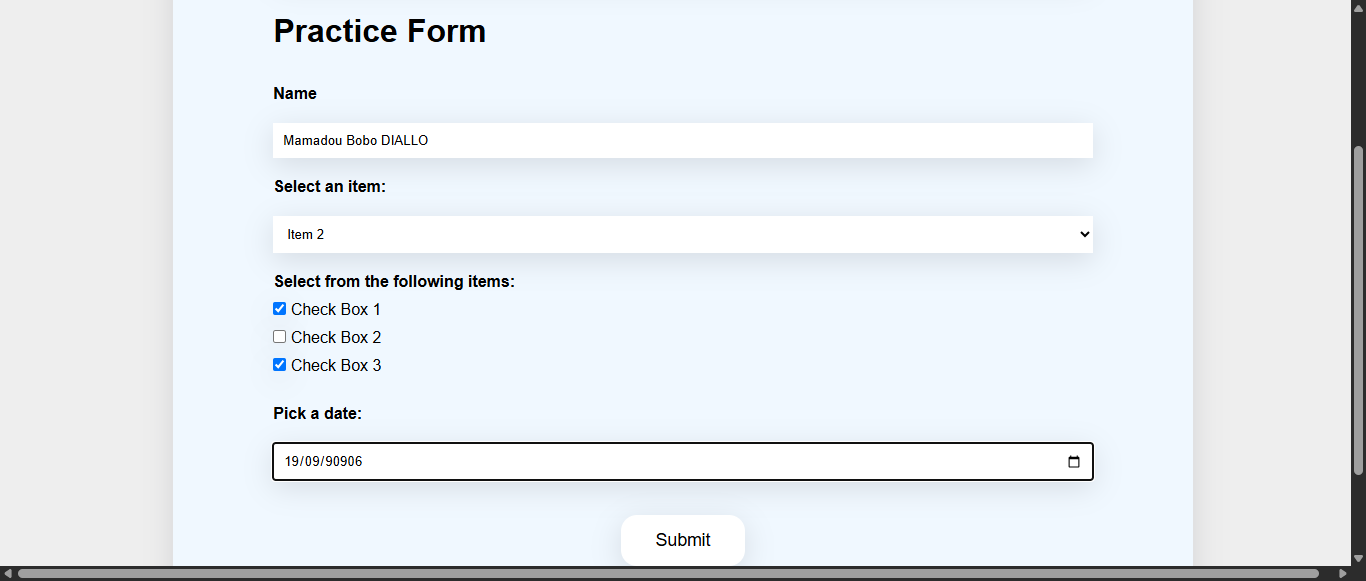 Practice Form
Name
Mamadou Bobo DIALLO
Select an item:
Item 2
Select from the following items:
Check Box 1
Check Box 2
Check Box 3
Pick a date:
19/09/90906
Submit